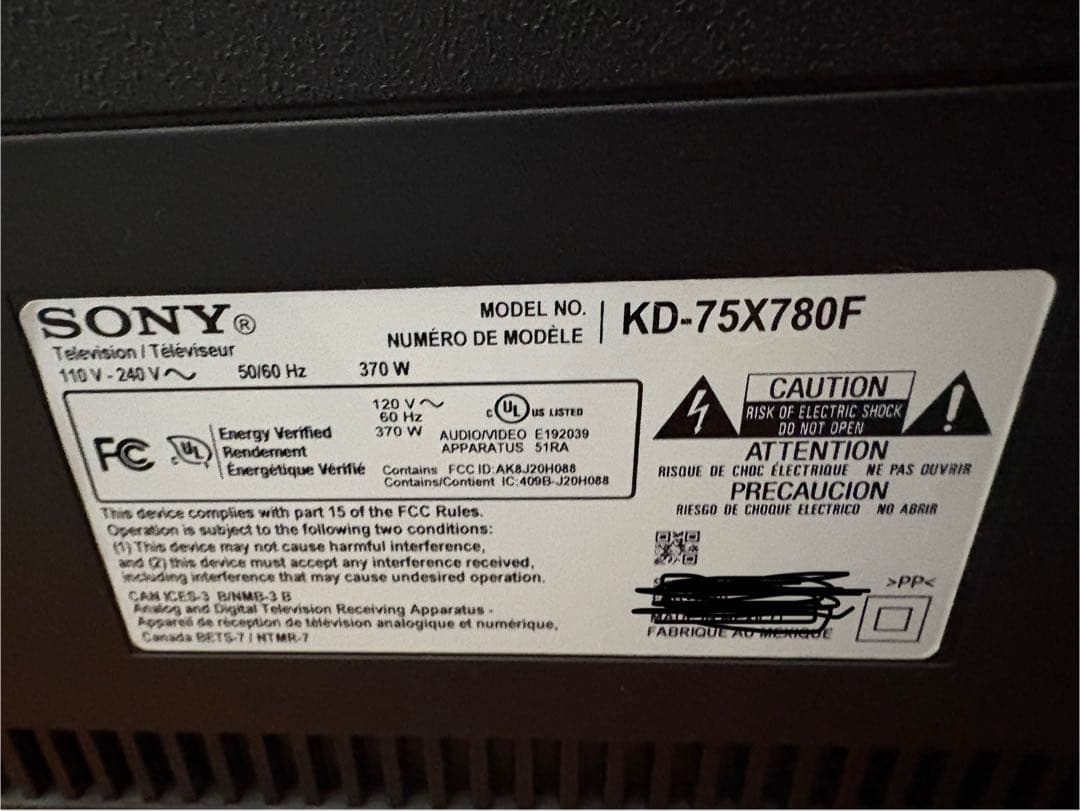 SONY®
Television / Téléviseur
110 V - 240 V 50/60 Hz 370 W
MODEL NO.
NUMÉRO DE MODÈLE
KD-75X780F
FC
UL
Energy Verified
Rendement
Énergétique Vérifié
120 V
60 Hz
370 W
C UL US LISTED
AUDIO/VIDEO E192039
APPARATUS 51RA
Contains FCC ID:AK8J20H088
Contains/Contient IC:409B-J20H088
This device complies with part 15 of the FCC Rules.
Operation is subject to the following two conditions:
(1) This device may not cause harmful interference,
and (2) this device must accept any interference received,
including interference that may cause undesired operation.
CAN ICES-3 B/NMB-3 B
Analog and Digital Television Receiving Apparatus -
Appareil de réception de télévision analogique et numérique,
Canada BETS-7 / NTMR-7
CAUTION
RISK OF ELECTRIC SHOCK
DO NOT OPEN
ATTENTION
RISQUE DE CHOC ÉLECTRIQUE NE PAS OUVRIR
PRECAUCION
RIESGO DE CHOQUE ELECTRICO NO ABRIR
>PP<
MADE IN MEXICO
FABRIQUE AU MEXIQUE